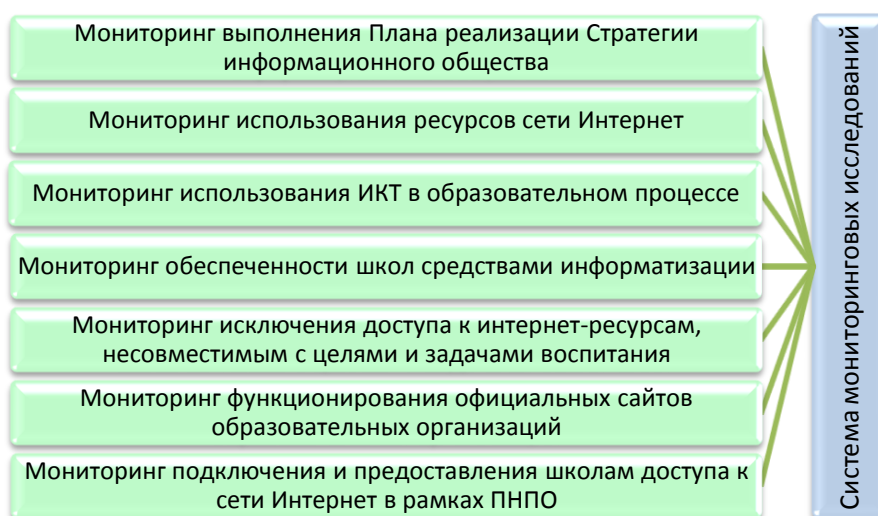 Мониторинг выполнения Плана реализации Стратегии
информационного общества
Мониторинг использования ресурсов сети Интернет
Мониторинг использования ИКТ в образовательном процессе
Мониторинг обеспеченности школ средствами информатизации
Мониторинг исключения доступа к интернет-ресурсам,
несовместимым с целями и задачами воспитания
Мониторинг функционирования официальных сайтов
образовательных организаций
Мониторинг подключения и предоставления школам доступа к
сети Интернет в рамках ПНПО
Система мониторинговых исследований